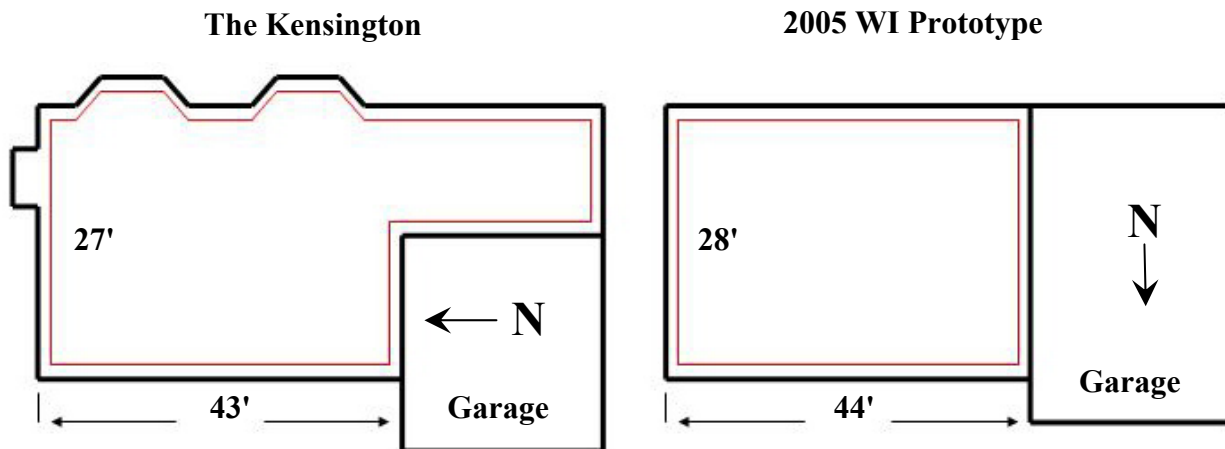 The Kensington
27'
N
Garage
43'
2005 WI Prototype
28'
N
Garage
44'